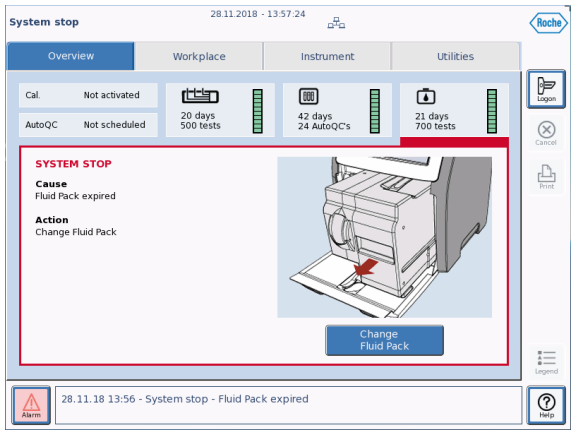 System stop
28.11.2018 - 13:57:24
Roche
Overview
Workplace
Instrument
Utilities
Cal. Not activated
AutoQC Not scheduled
20 days
500 tests
42 days
24 AutoQC's
21 days
700 tests
Logon
Cancel
Print
SYSTEM STOP
Cause
Fluid Pack expired
Action
Change Fluid Pack
Change
Fluid Pack
Legend
Alarm
28.11.18 13:56 - System stop - Fluid Pack expired
Help